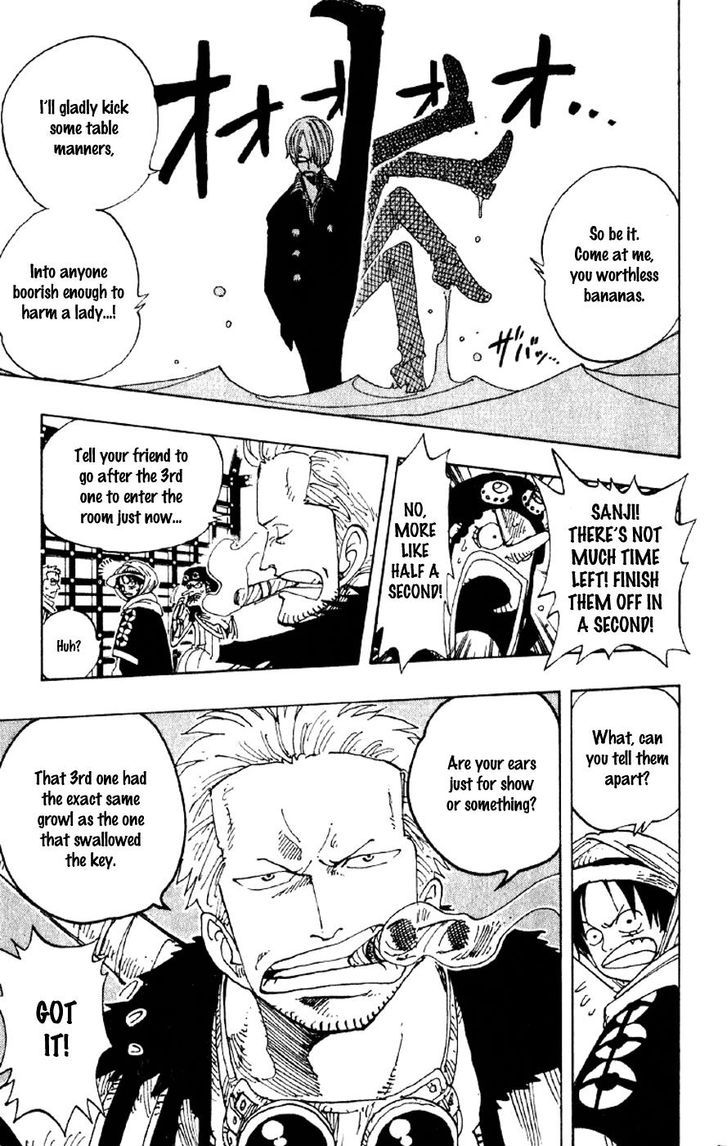 So be it.
Come at me,
you worthless
bananas.
オオオオオオ...
I'll gladly kick
some table
manners,
Into anyone
boorish enough to
harm a lady...!
ザバッ...
SANJI!
THERE'S NOT
MUCH TIME
LEFT! FINISH
THEM OFF IN
A SECOND!
NO,
MORE
LIKE
HALF A
SECOND!
Tell your friend to
go after the 3rd
one to enter the
room just now...
Huh?
What, can
you tell them
apart?
Are your ears
just for show
or something?
That 3rd one had
the exact same
growl as the one
that swallowed
the key.
GOT
IT!